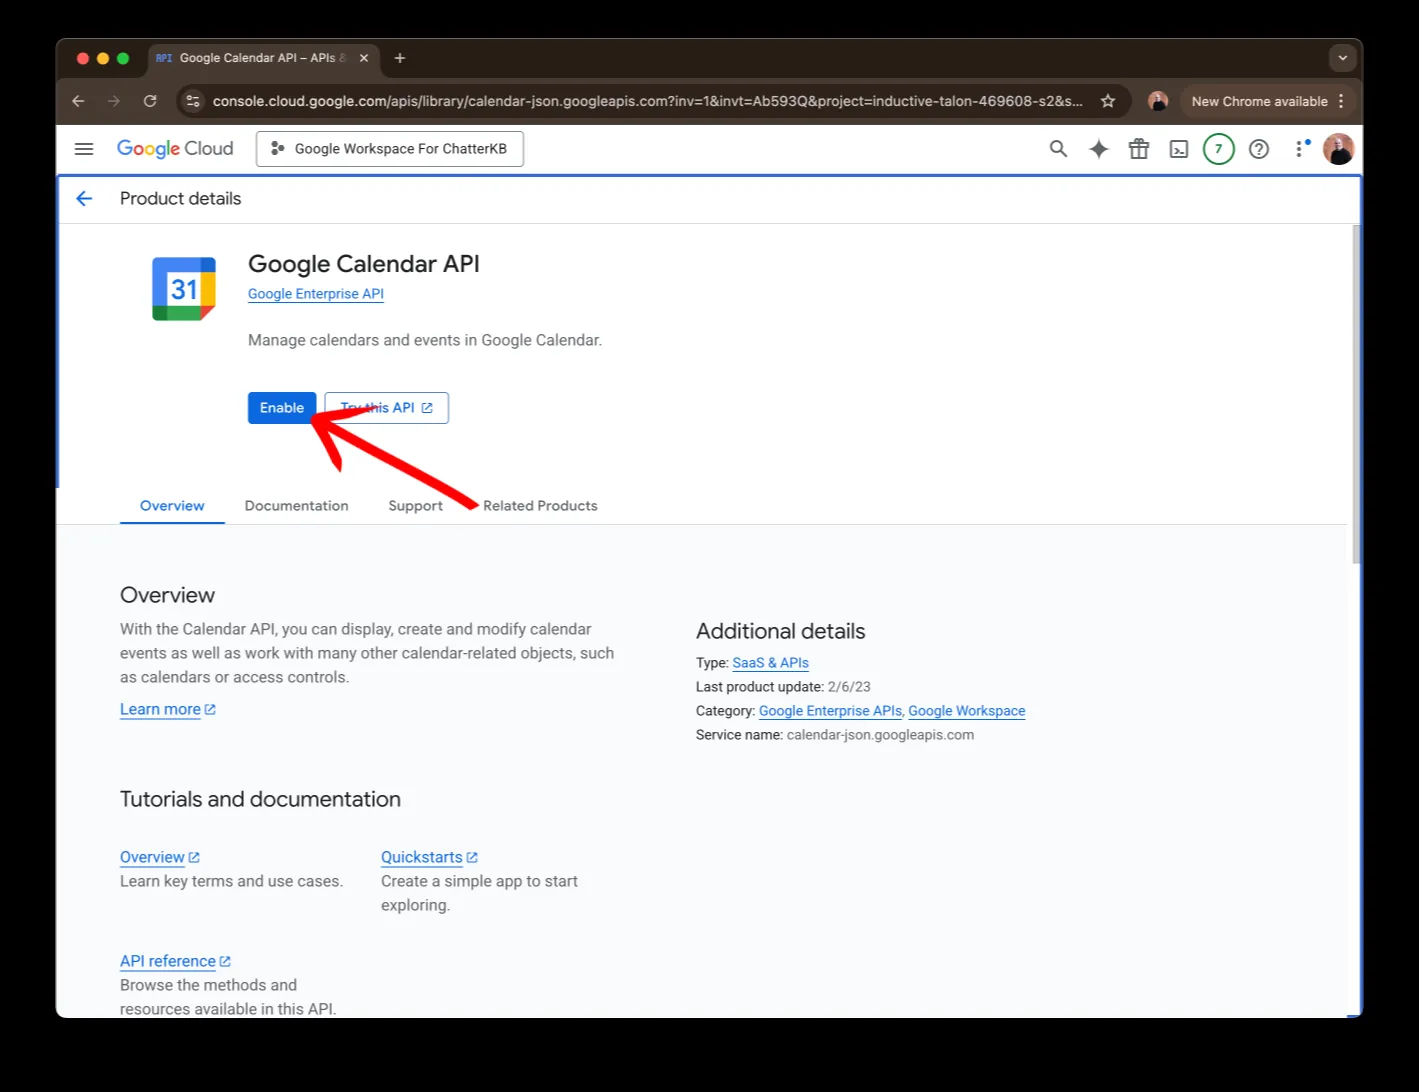 API Google Calendar API – APIs &
console.cloud.google.com/apis/library/calendar-json.googleapis.com?inv=1&invt=Ab593Q&project=inductive-talon-469608-s2&s...
New Chrome available
Google Cloud
Google Workspace For ChatterKB
7
Product details
31
Google Calendar API
Google Enterprise API
Manage calendars and events in Google Calendar.
Enable
Try this API
Overview
Documentation
Support
Related Products
Overview
With the Calendar API, you can display, create and modify calendar
events as well as work with many other calendar-related objects, such
as calendars or access controls.
Learn more
Additional details
Type: SaaS & APIs
Last product update: 2/6/23
Category: Google Enterprise APIs, Google Workspace
Service name: calendar-json.googleapis.com
Tutorials and documentation
Overview
Learn key terms and use cases.
Quickstarts
Create a simple app to start
exploring.
API reference
Browse the methods and
resources available in this API.